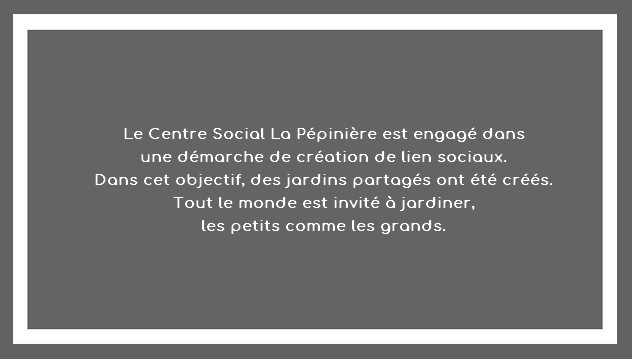 Le Centre Social La Pépinière est engagé dans
une démarche de création de lien sociaux.
Dans cet objectif, des jardins partagés ont été créés.
Tout le monde est invité à jardiner,
les petits comme les grands.